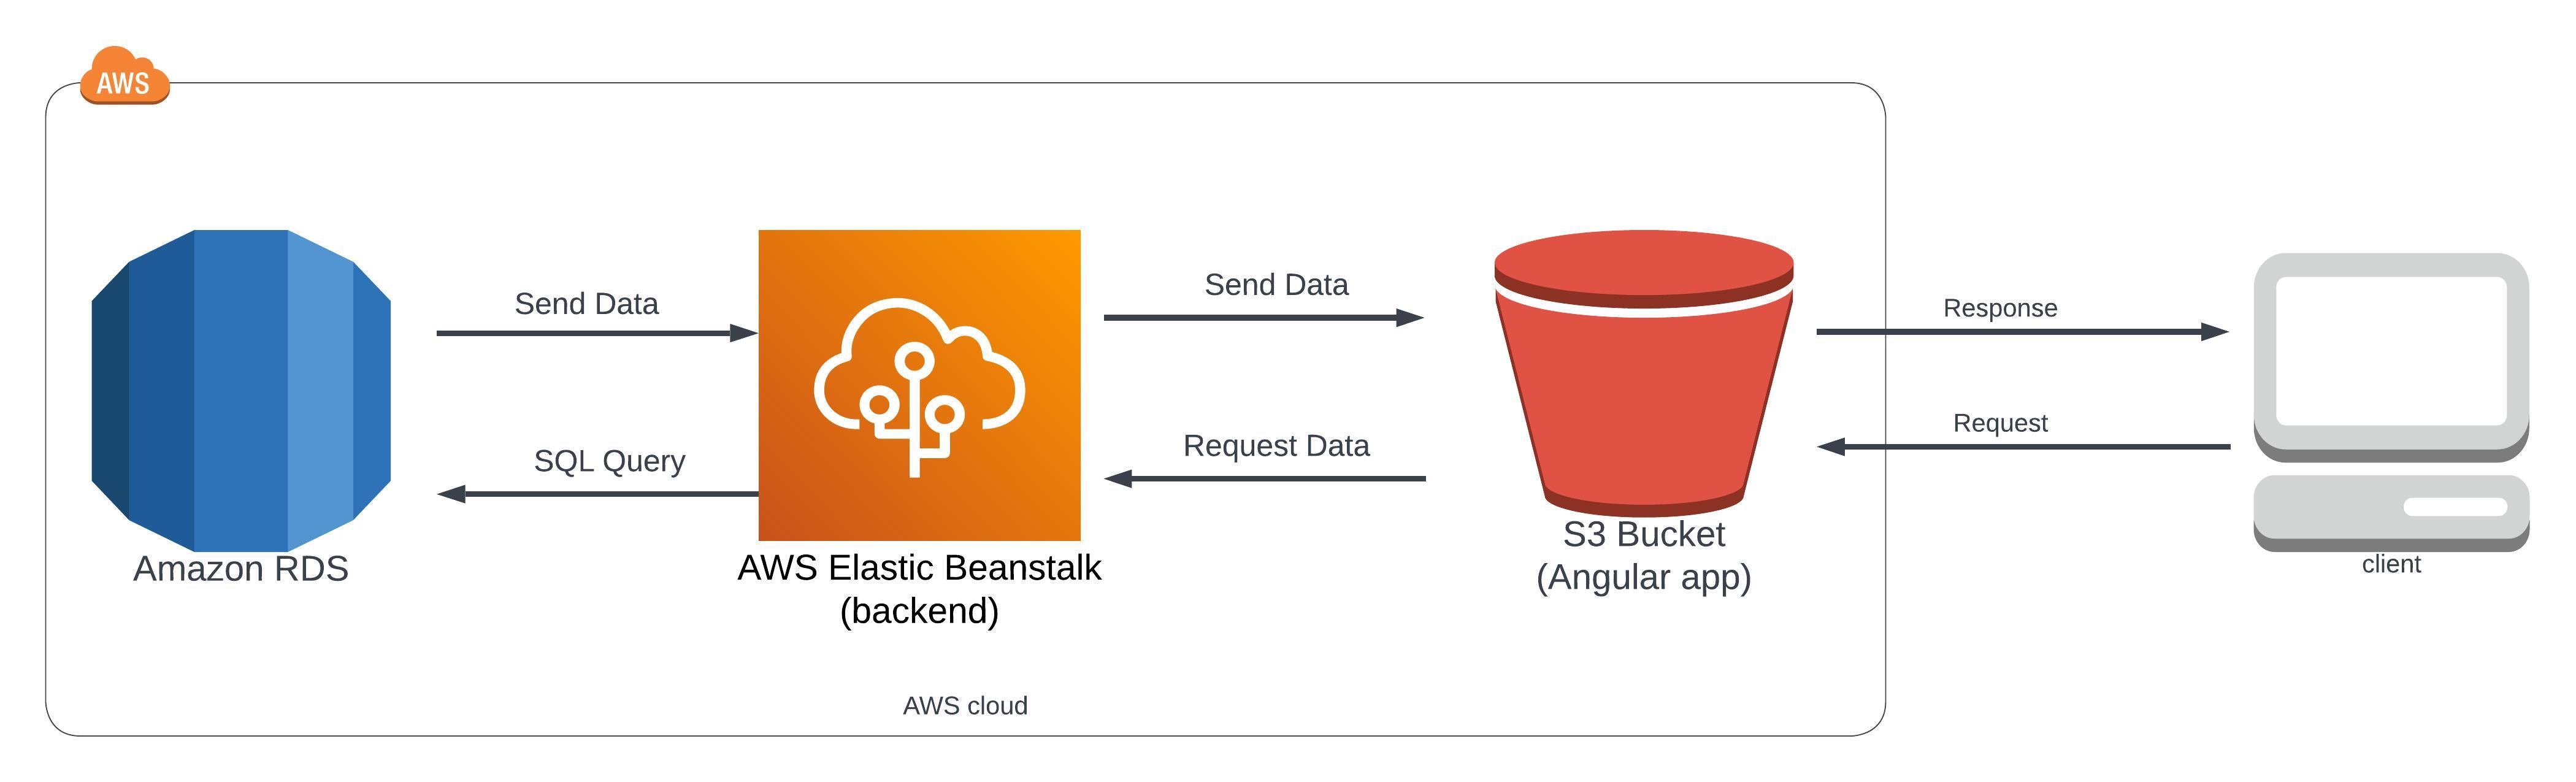 AWS
Send Data
SQL Query
Send Data
Request Data
Response
Request
Amazon RDS
AWS Elastic Beanstalk
(backend)
S3 Bucket
(Angular app)
client
AWS cloud